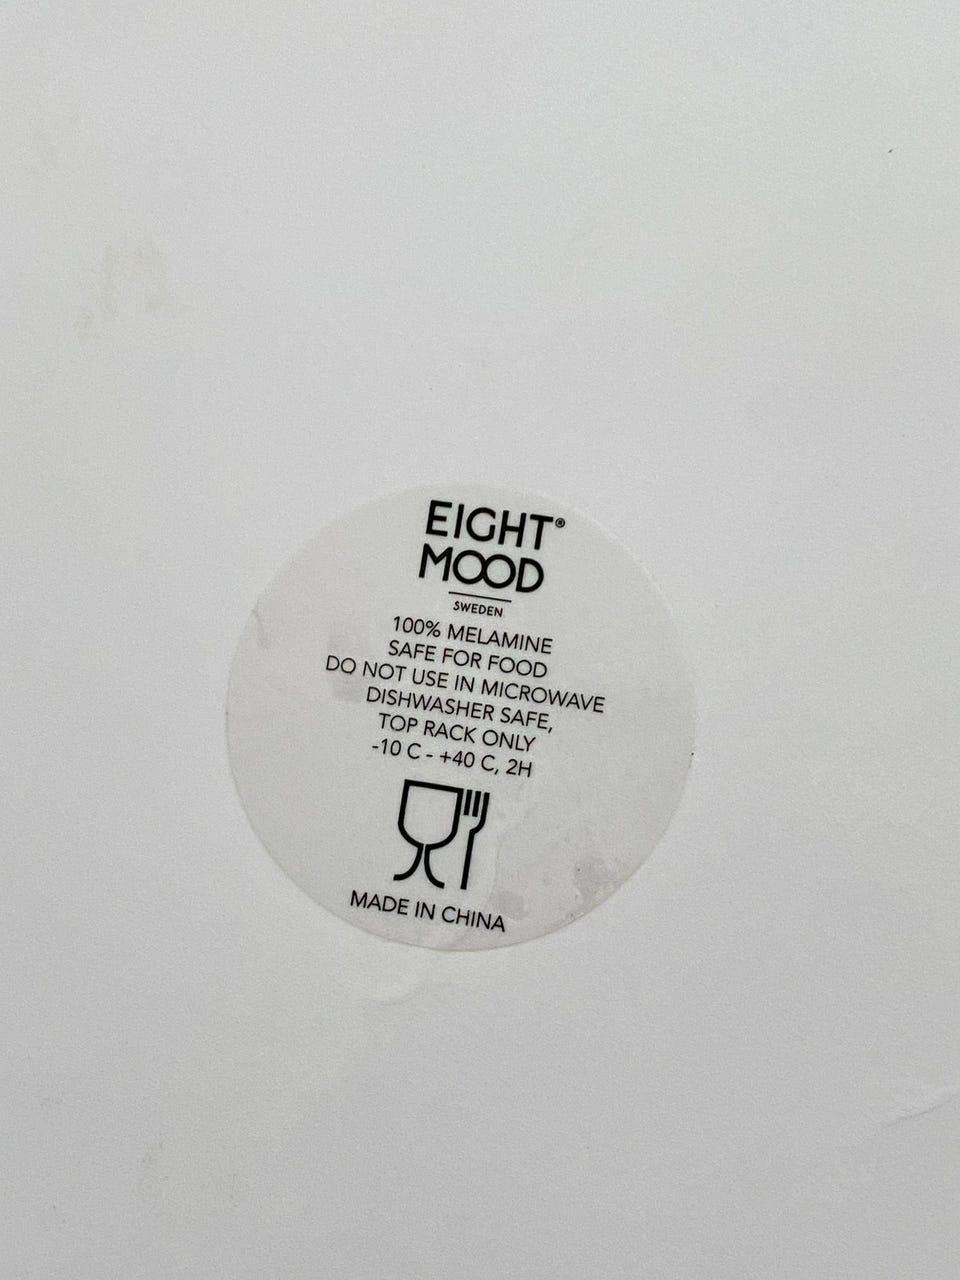 EIGHT®
MOOD
SWEDEN
100% MELAMINE
SAFE FOR FOOD
DO NOT USE IN MICROWAVE
DISHWASHER SAFE,
TOP RACK ONLY
-10 C - +40 C, 2H
MADE IN CHINA